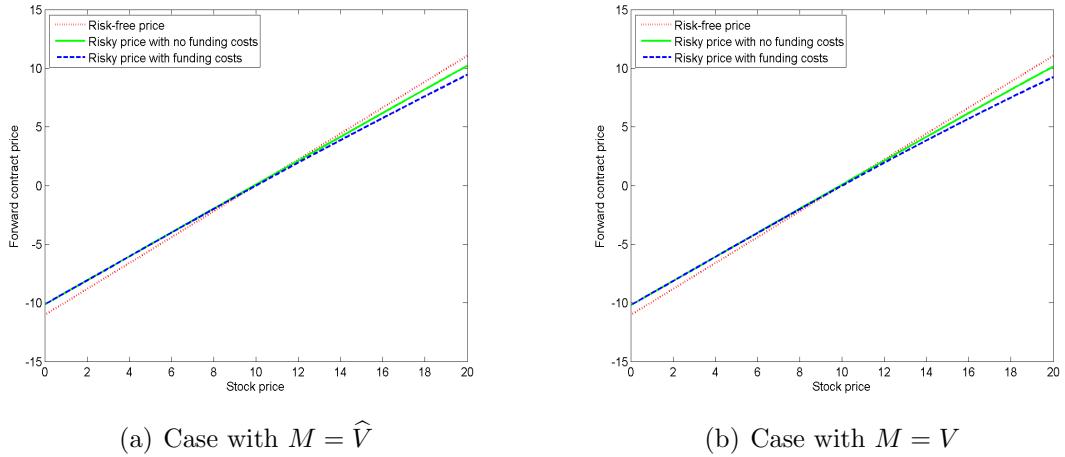 15
Risk-free price
Risky price with no funding costs
Risky price with funding costs
10
5
0
-5
-10
-15
Forward contract price
0 2 4 6 8 10 12 14 16 18 20
Stock price
(a) Case with $M = \widehat{V}$
15
Risk-free price
Risky price with no funding costs
Risky price with funding costs
10
5
0
-5
-10
-15
Forward contract price
0 2 4 6 8 10 12 14 16 18 20
Stock price
(b) Case with $M = V$